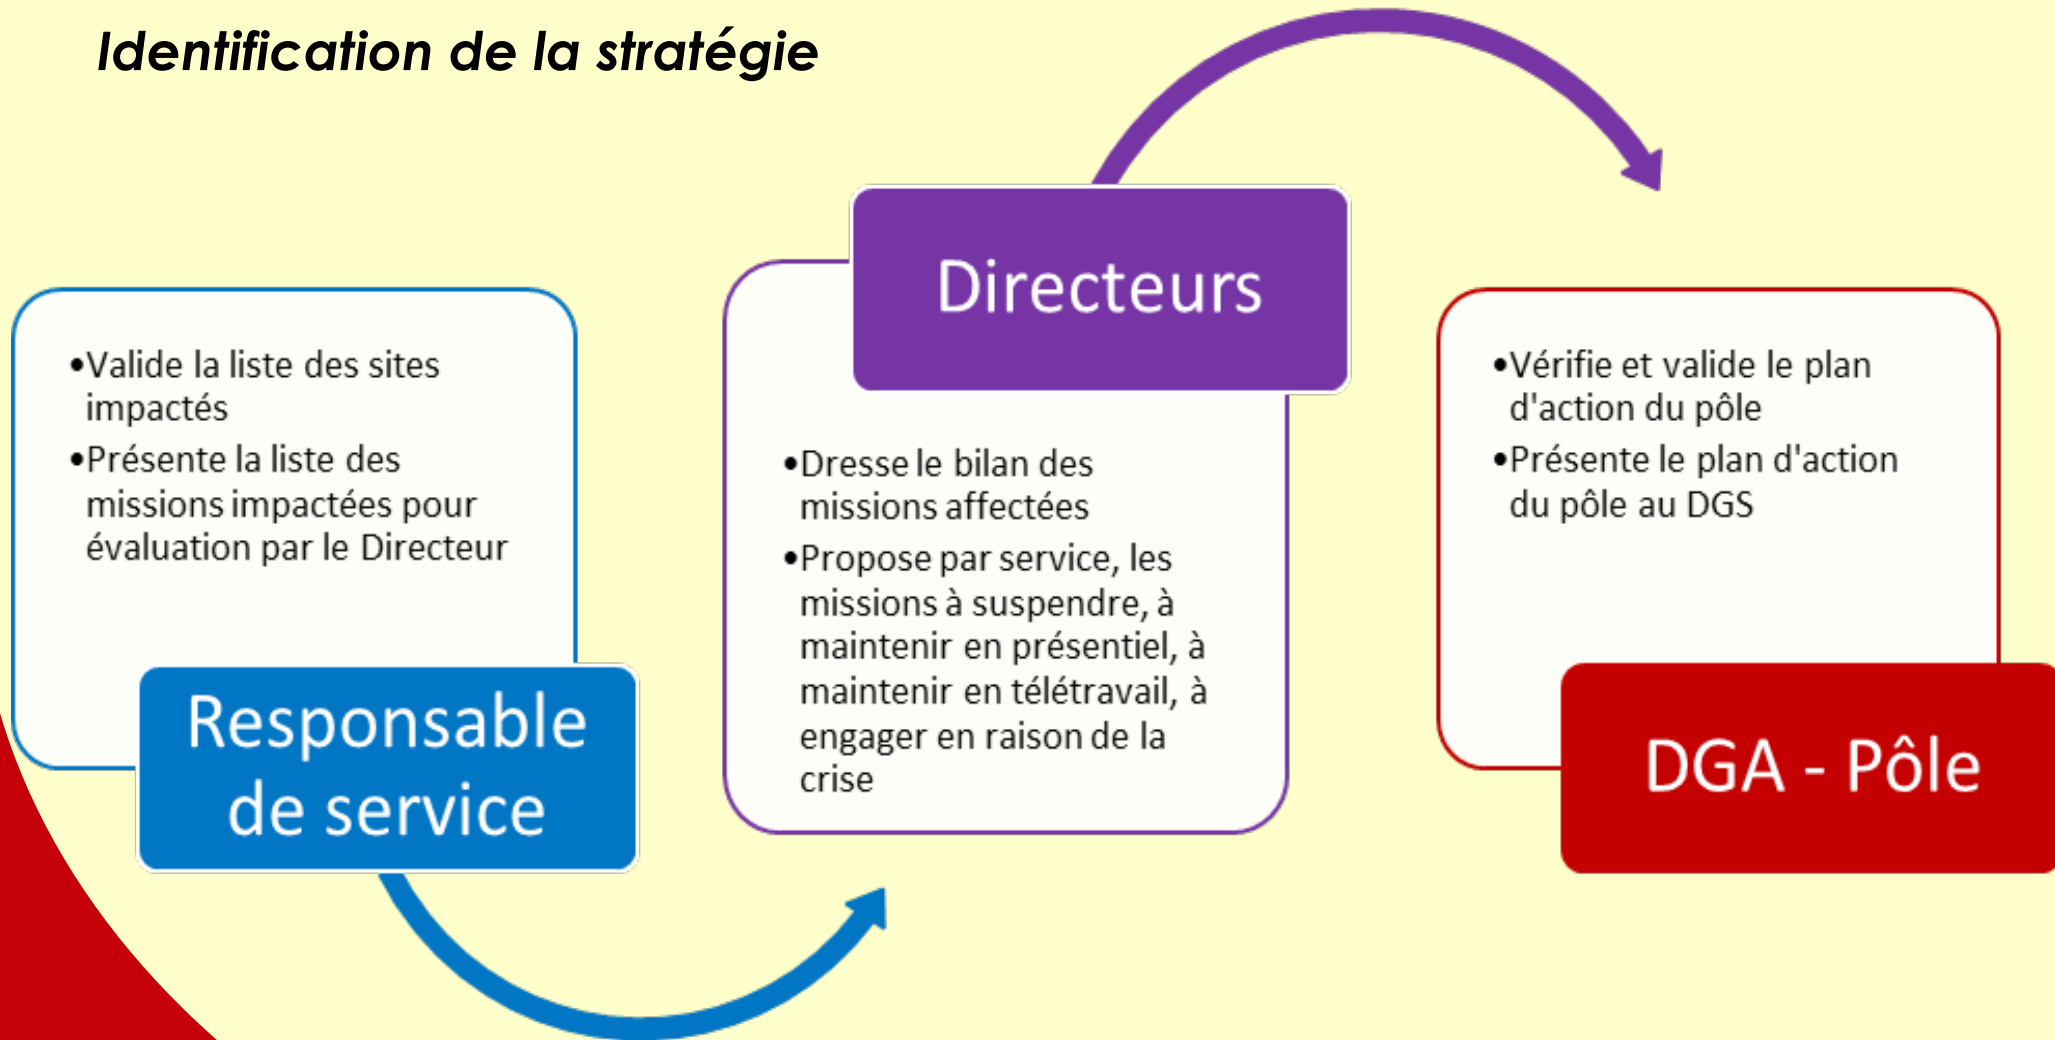 Identification de la stratégie
•Valide la liste des sites
impactés
•Présente la liste des
missions impactées pour
évaluation par le Directeur
Responsable
de service
Directeurs
•Dresse le bilan des
missions affectées
•Propose par service, les
missions à suspendre, à
maintenir en présentiel, à
maintenir en télétravail, à
engager en raison de la
crise
•Vérifie et valide le plan
d'action du pôle
•Présente le plan d'action
du pôle au DGS
DGA - Pôle